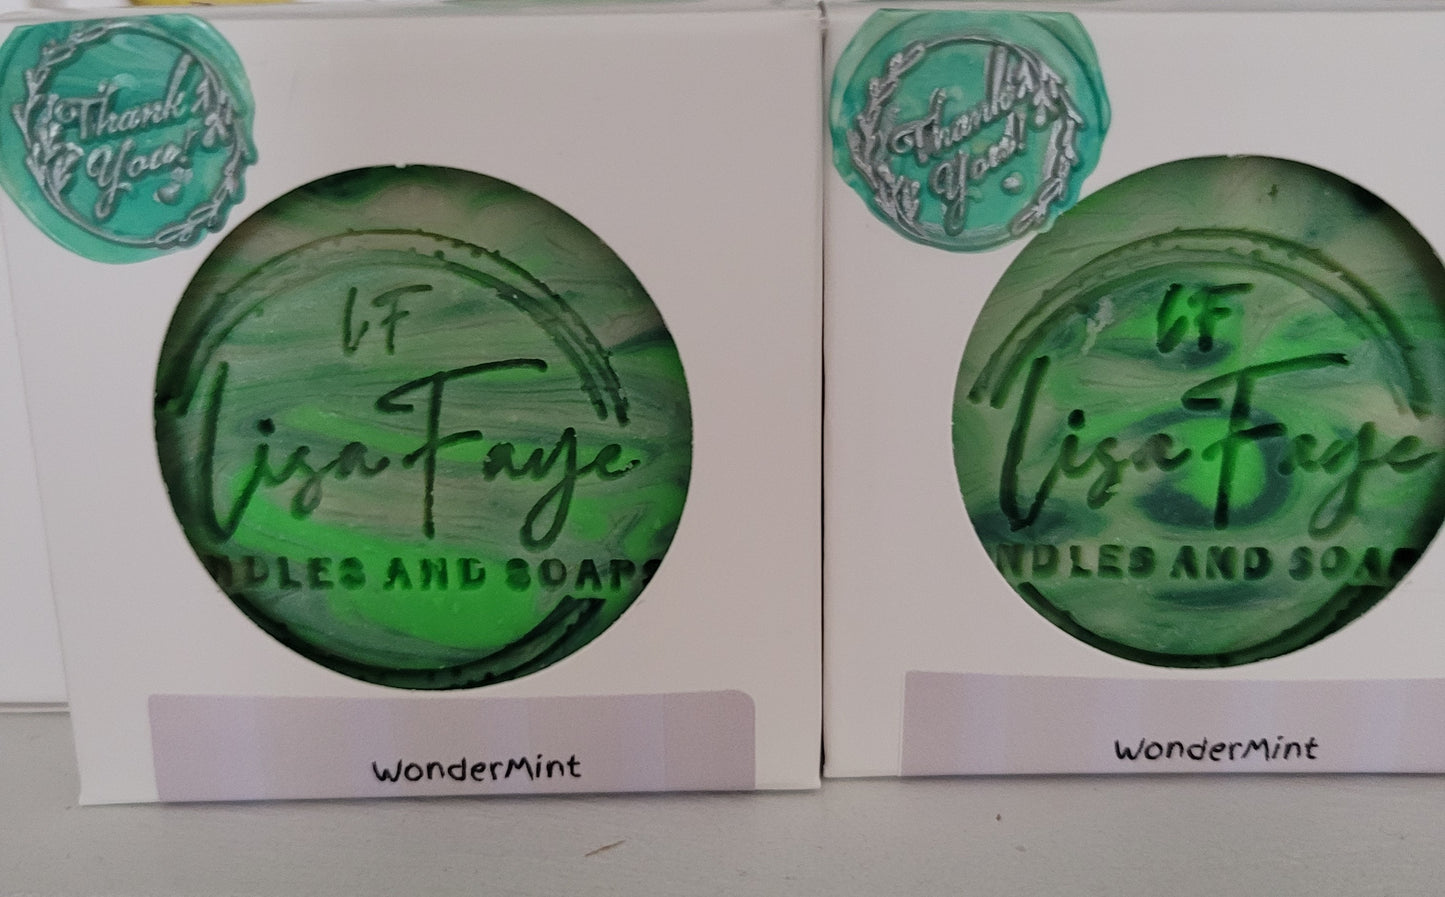 Thank
You!
LF
Lisa Faye
NDLES AND SOAPS
WonderMint
Thank
You!
LF
Lisa Faye
NDLES AND SOAP
WonderMint